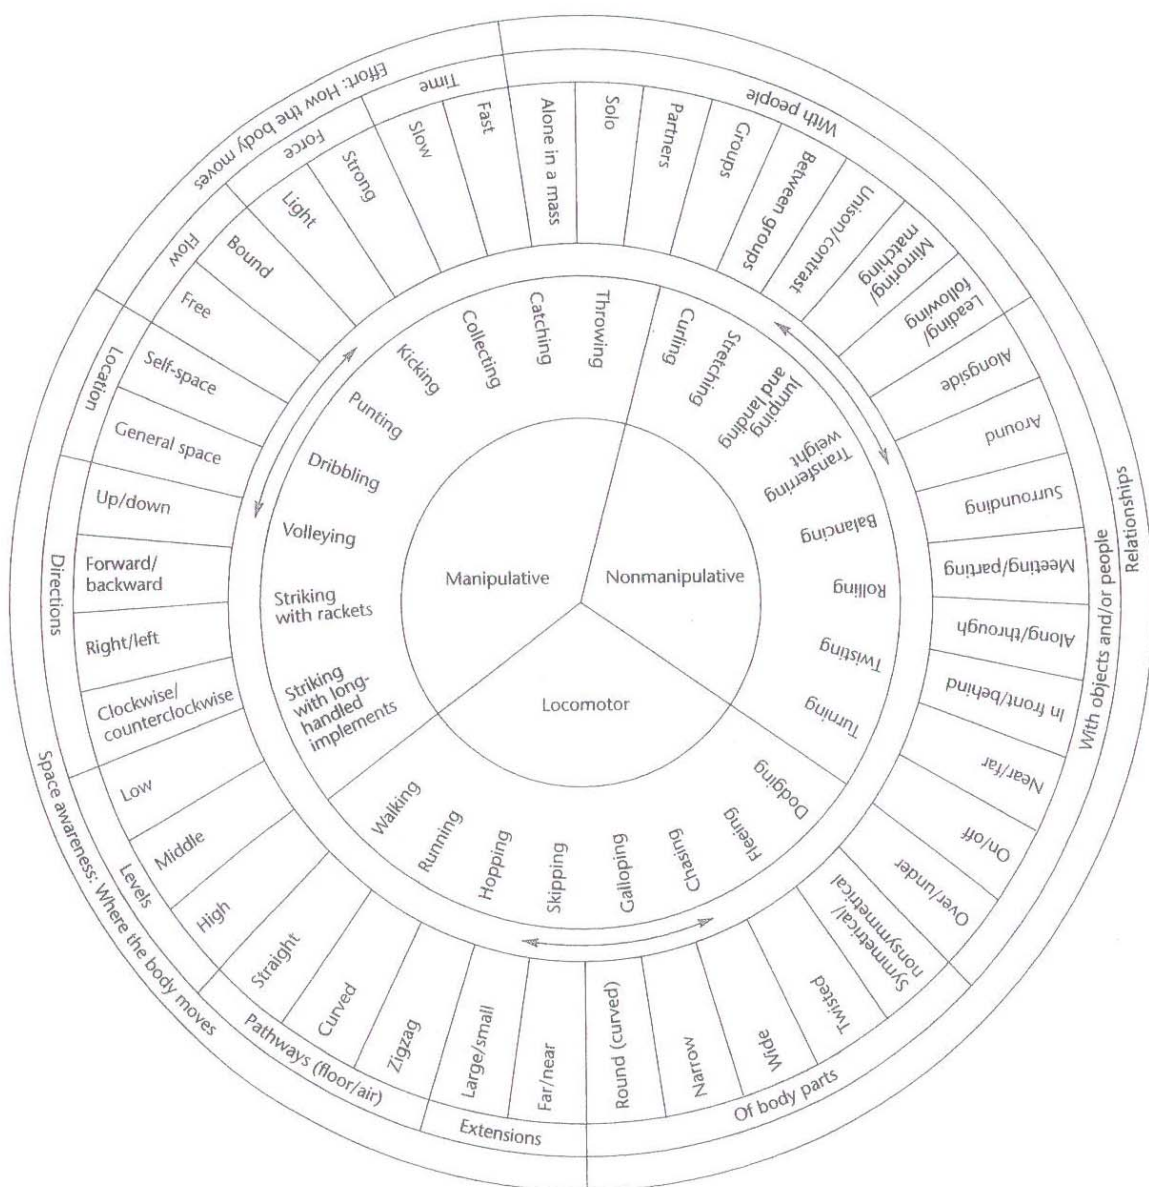 Effort: How the body moves
Time
Force
Flow
Fast
Slow
Strong
Light
Bound
Free
With people
Alone in a mass
Solo
Partners
Groups
Between groups
Unison/contrast
Mirroring/
matching
Leading/
following
Relationships
With objects and/or people
Alongside
Around
Surrounding
Meeting/parting
Along/through
In front/behind
Near/far
On/off
Over/under
Of body parts
Symmetrical/
nonsymmetrical
Twisted
Wide
Narrow
Round (curved)
Space awareness: Where the body moves
Location
Self-space
General space
Directions
Up/down
Forward/
backward
Right/left
Clockwise/
counterclockwise
Levels
Low
Middle
High
Pathways (floor/air)
Straight
Curved
Zigzag
Extensions
Large/small
Far/near
Manipulative
Throwing
Catching
Collecting
Kicking
Punting
Dribbling
Volleying
Striking
with rackets
Striking
with long-
handled
implements
Nonmanipulative
Curling
Stretching
Jumping
and landing
Transferring
weight
Balancing
Rolling
Twisting
Turning
Locomotor
Walking
Running
Hopping
Skipping
Galloping
Chasing
Fleeing
Dodging